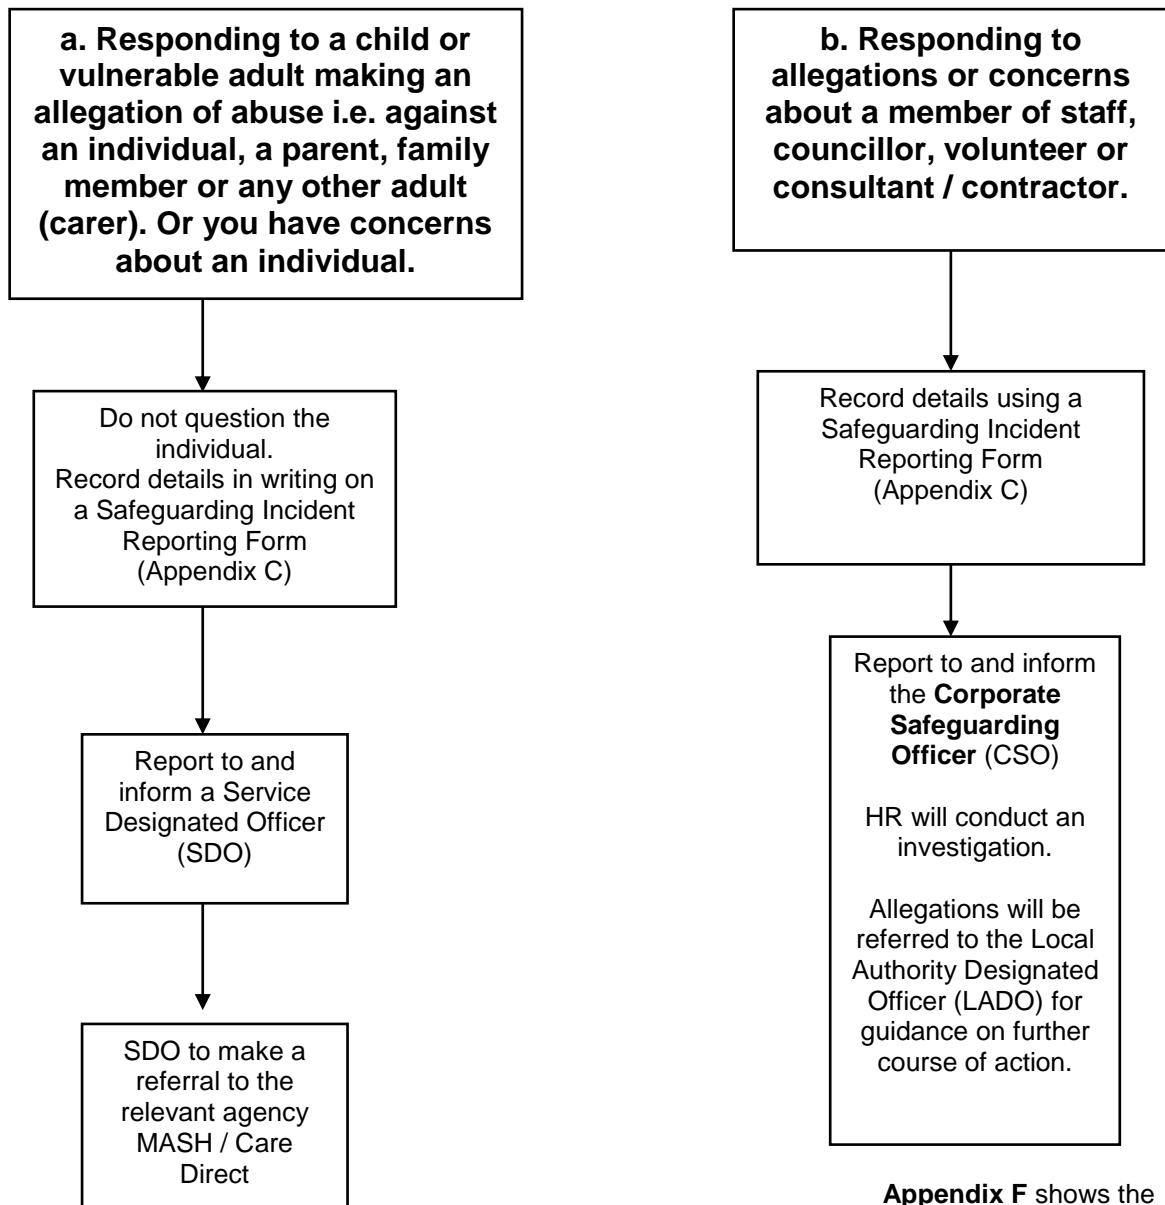 a. Responding to a child or
vulnerable adult making an
allegation of abuse i.e. against
an individual, a parent, family
member or any other adult
(carer). Or you have concerns
about an individual.
Do not question the
individual.
Record details in writing on
a Safeguarding Incident
Reporting Form
(Appendix C)
Report to and
inform a Service
Designated Officer
(SDO)
SDO to make a
referral to the
relevant agency
MASH / Care
Direct
b. Responding to
allegations or concerns
about a member of staff,
councillor, volunteer or
consultant / contractor.
Record details using a
Safeguarding Incident
Reporting Form
(Appendix C)
Report to and inform
the Corporate
Safeguarding
Officer (CSO)
HR will conduct an
investigation.
Allegations will be
referred to the Local
Authority Designated
Officer (LADO) for
guidance on further
course of action.
Appendix F shows the